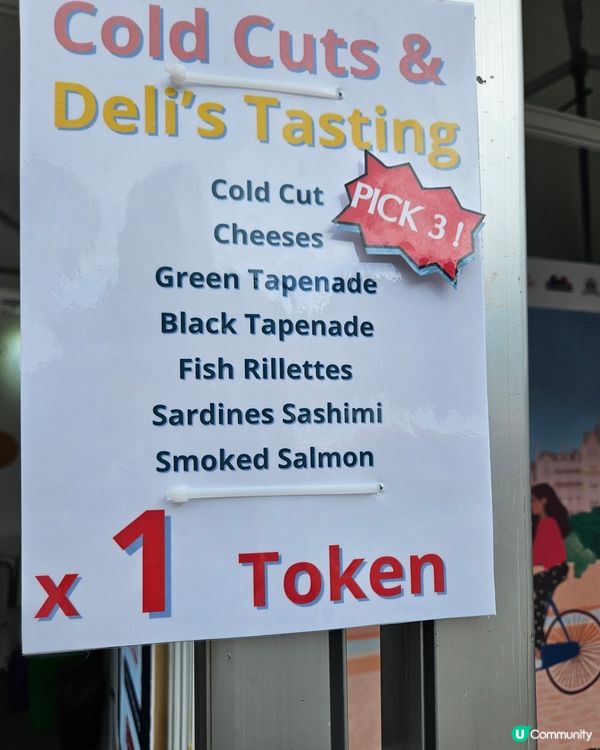 Cold Cuts &
Deli's Tasting
PICK 3 !
Cold Cut
Cheeses
Green Tapenade
Black Tapenade
Fish Rillettes
Sardines Sashimi
Smoked Salmon
x 1 Token
U Community